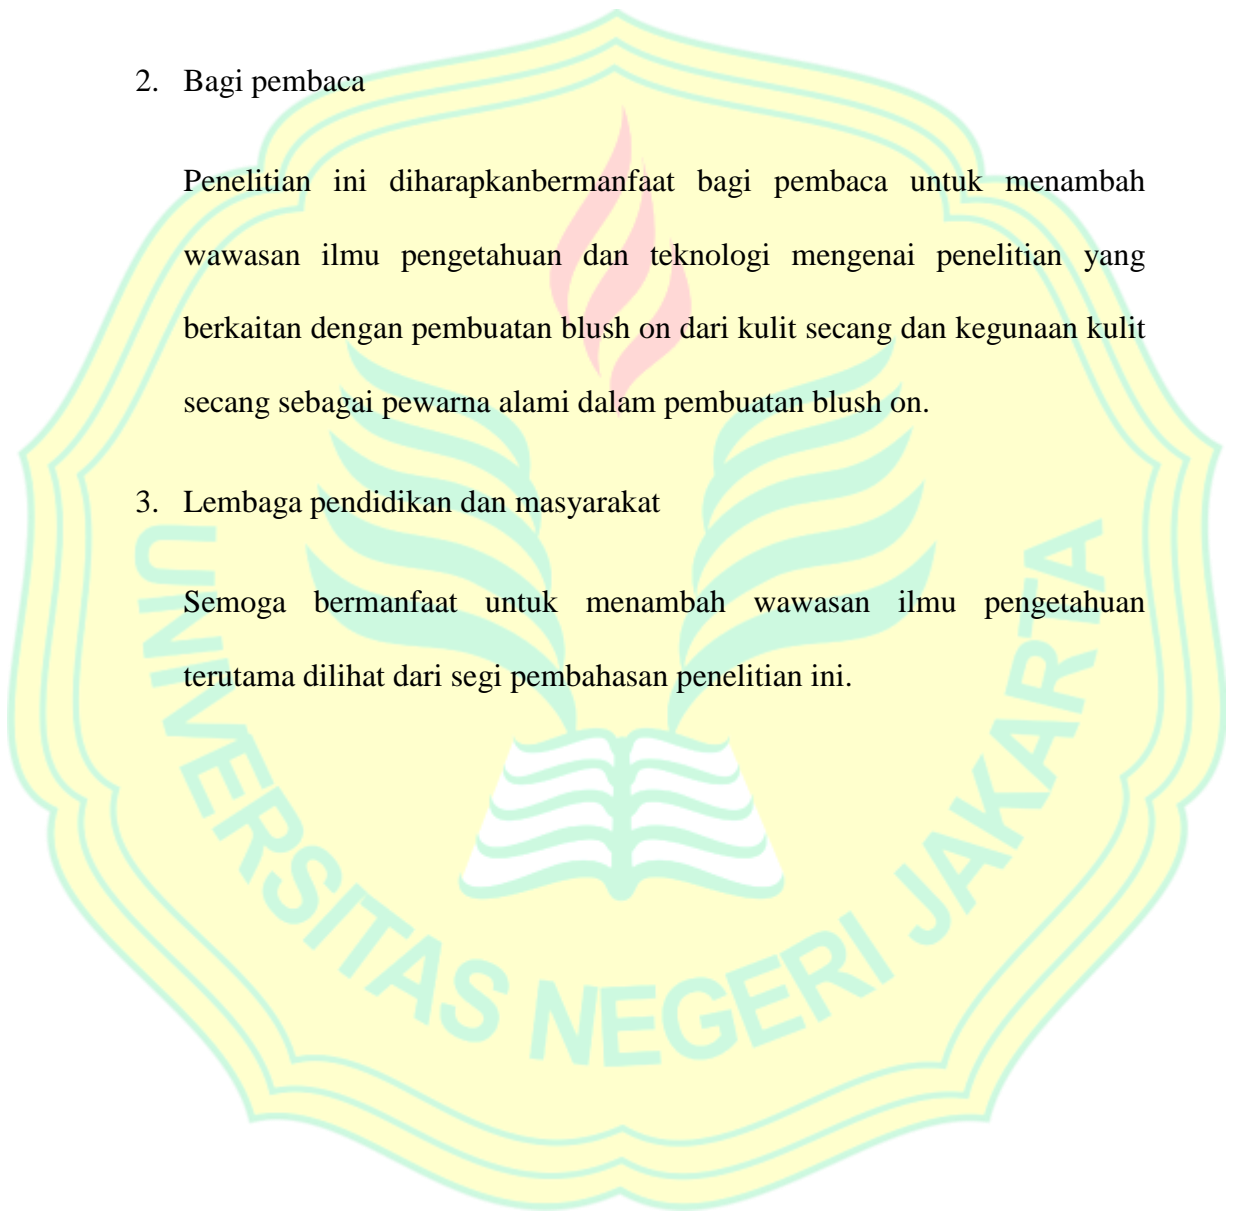 2. Bagi pembaca
Penelitian ini diharapkanbermanfaat bagi pembaca untuk menambah
wawasan ilmu pengetahuan dan teknologi mengenai penelitian yang
berkaitan dengan pembuatan blush on dari kulit secang dan kegunaan kulit
secang sebagai pewarna alami dalam pembuatan blush on.
3. Lembaga pendidikan dan masyarakat
Semoga bermanfaat untuk menambah wawasan ilmu pengetahuan
terutama dilihat dari segi pembahasan penelitian ini.
UNIVERSITAS NEGERI JAKARTA